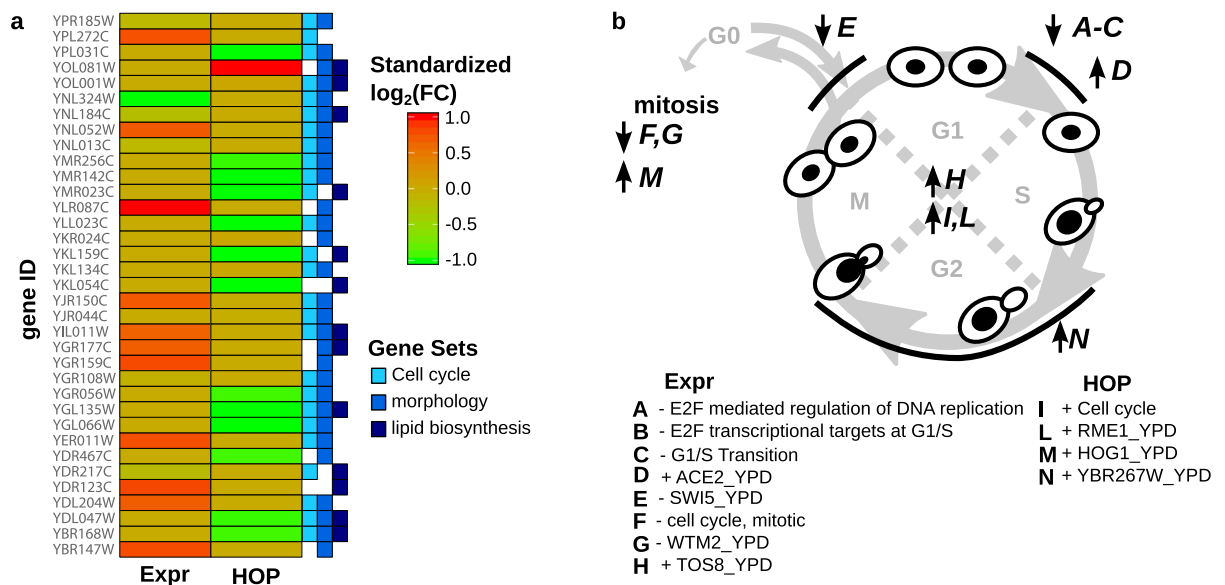 a
YPR185W
YPL272C
YPL031C
YOL081W
YOL001W
YNL324W
YNL184C
YNL052W
YNL013C
YMR256C
YMR142C
YMR023C
YLR087C
YLL023C
YKR024C
YKL159C
YKL134C
YKL054C
YJR150C
YJR044C
YIL011W
YGR177C
YGR159C
YGR108W
YGR056W
YGL135W
YGL066W
YER011W
YDR467C
YDR217C
YDR123C
YDL204W
YDL047W
YBR168W
YBR147W
gene ID
Expr HOP
Standardized
log2(FC)
1.0
0.5
0.0
-0.5
-1.0
Gene Sets
Cell cycle
morphology
lipid biosynthesis
b
G0
E
A-C
D
mitosis
F,G
M
G1
H
M
S
I,L
G2
N
Expr
A - E2F mediated regulation of DNA replication
B - E2F transcriptional targets at G1/S
C - G1/S Transition
D + ACE2_YPD
E - SWI5_YPD
F - cell cycle, mitotic
G - WTM2_YPD
H + TOS8_YPD
HOP
I + Cell cycle
L + RME1_YPD
M + HOG1_YPD
N + YBR267W_YPD